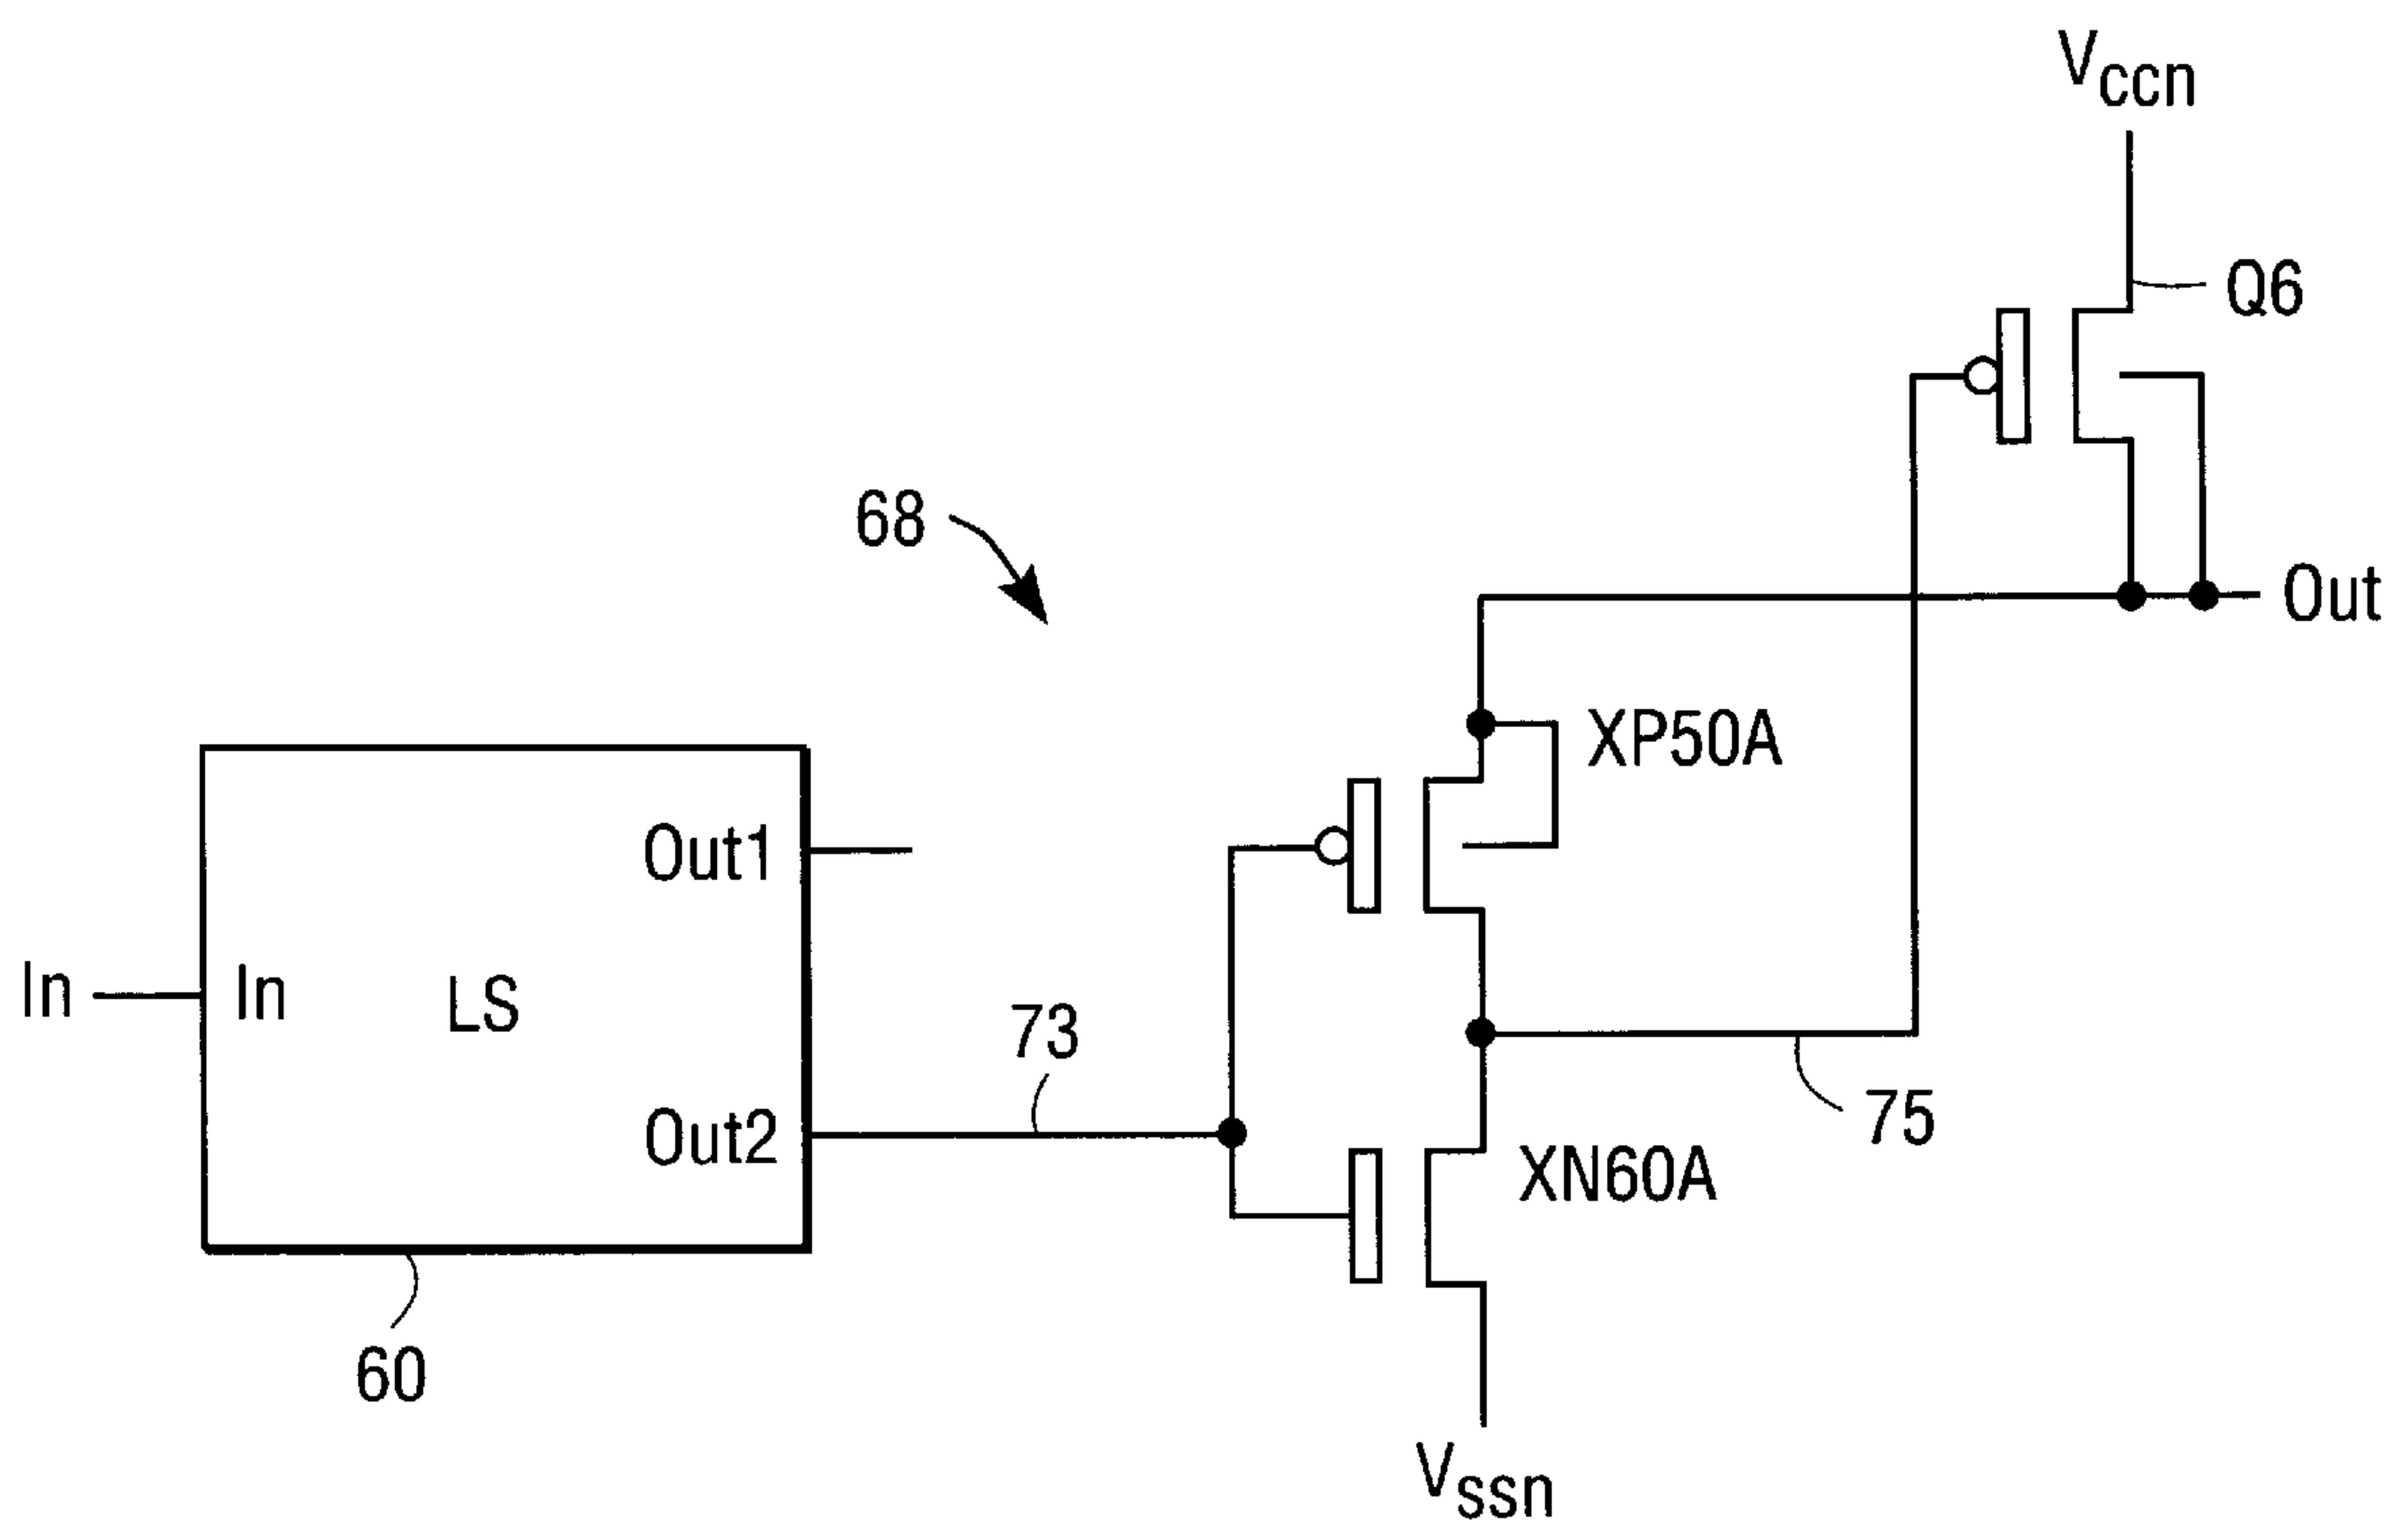 Vccn
Q6
68
Out
XP50A
Out1
In
In
LS
73
Out2
75
XN60A
60
Vssn